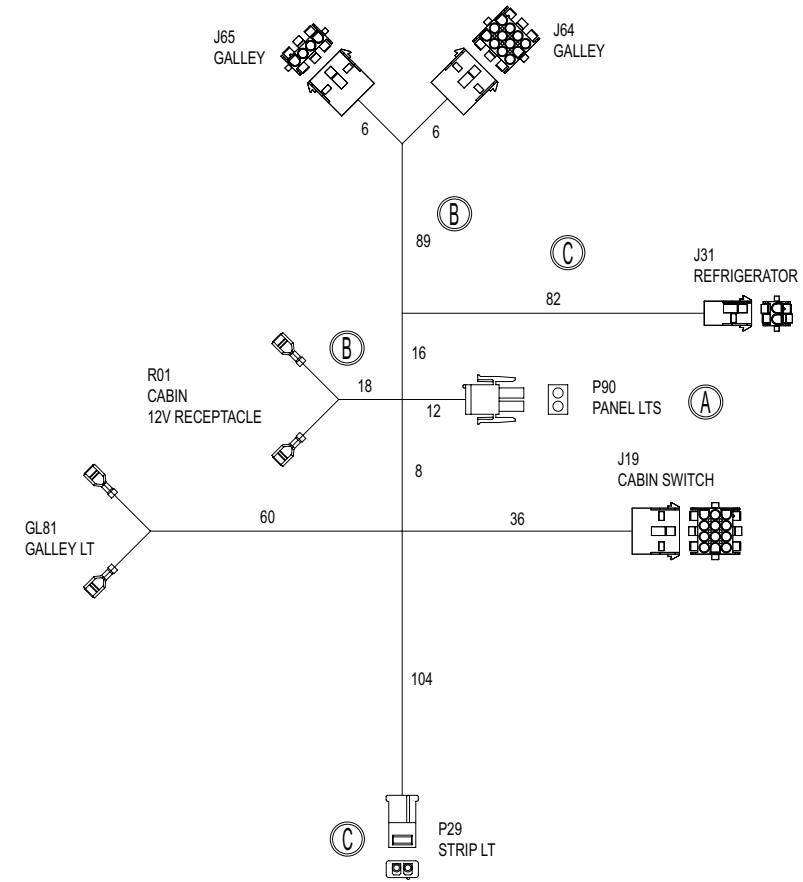 J65
GALLEY
J64
GALLEY
6
6
B
89
C
J31
REFRIGERATOR
82
B
16
R01
CABIN
12V RECEPTACLE
18
12
P90
PANEL LTS
A
8
J19
CABIN SWITCH
GL81
GALLEY LT
60
36
104
C
P29
STRIP LT